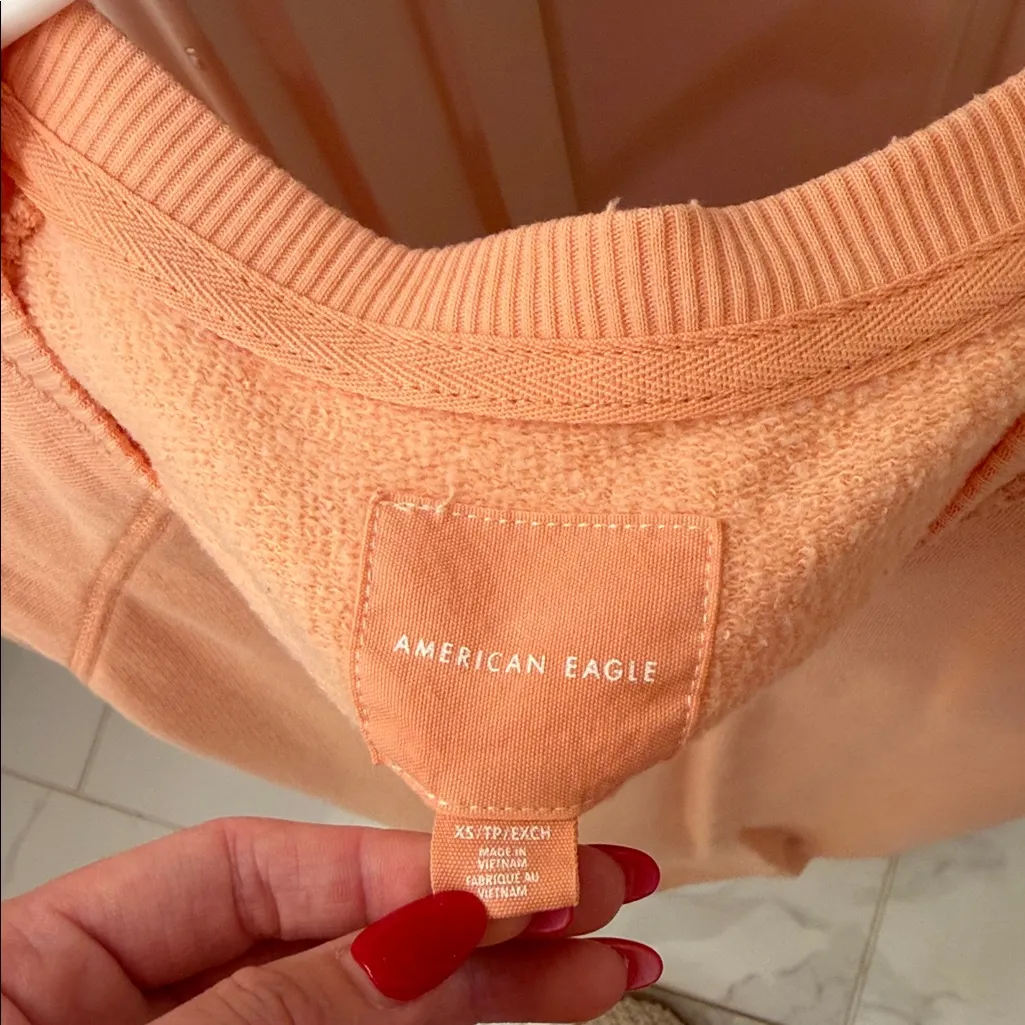 AMERICAN EAGLE
XS/TP/EXCH
MADE IN
VIETNAM
FABRIQUE AU
VIETNAM